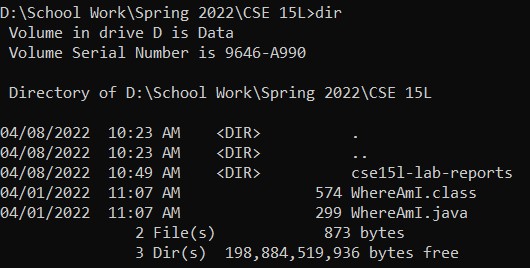 D:\School Work\Spring 2022\CSE 15L>dir
 Volume in drive D is Data
 Volume Serial Number is 9646-A990

 Directory of D:\School Work\Spring 2022\CSE 15L

04/08/2022  10:23 AM    <DIR>          .
04/08/2022  10:23 AM    <DIR>          ..
04/08/2022  10:49 AM    <DIR>          cse15l-lab-reports
04/01/2022  11:07 AM               574 WhereAmI.class
04/01/2022  11:07 AM               299 WhereAmI.java
               2 File(s)            873 bytes
               3 Dir(s)  198,884,519,936 bytes free